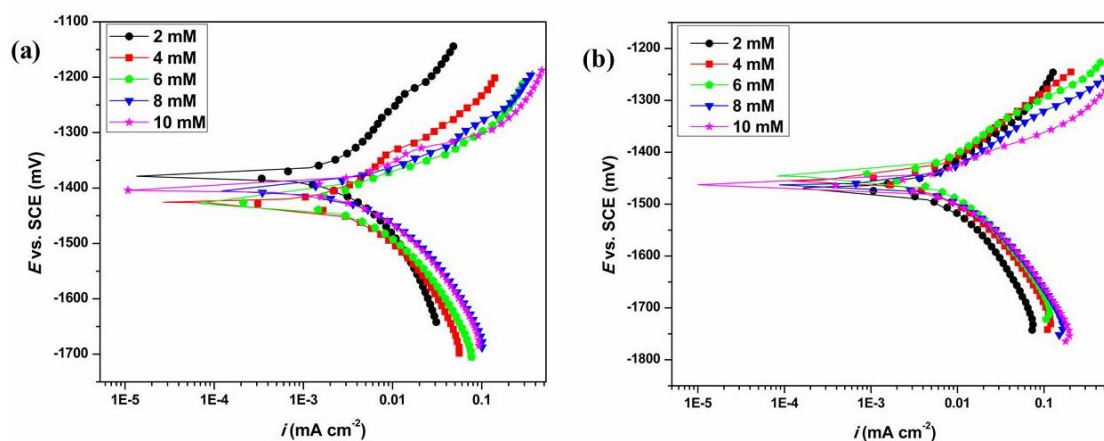 (a)
2 mM
4 mM
6 mM
8 mM
10 mM
-1100
-1200
-1300
-1400
-1500
-1600
-1700
E vs. SCE (mV)
1E-5
1E-4
1E-3
0.01
0.1
i (mA cm⁻²)
(b)
2 mM
4 mM
6 mM
8 mM
10 mM
-1200
-1300
-1400
-1500
-1600
-1700
-1800
E vs. SCE (mV)
1E-5
1E-4
1E-3
0.01
0.1
i (mA cm⁻²)